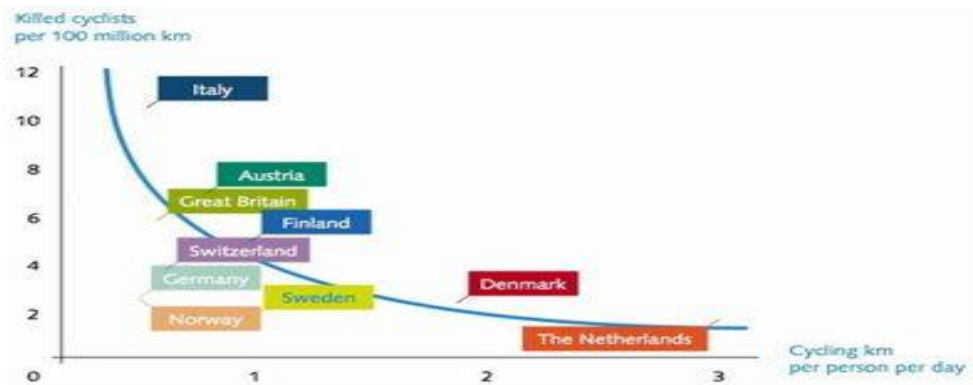 Killed cyclists
per 100 million km
12
Italy
10
8
Austria
Great Britain
6
Finland
Switzerland
4
Germany
Denmark
Sweden
2
Norway
The Netherlands
Cycling km
per person per day
0
1
2
3